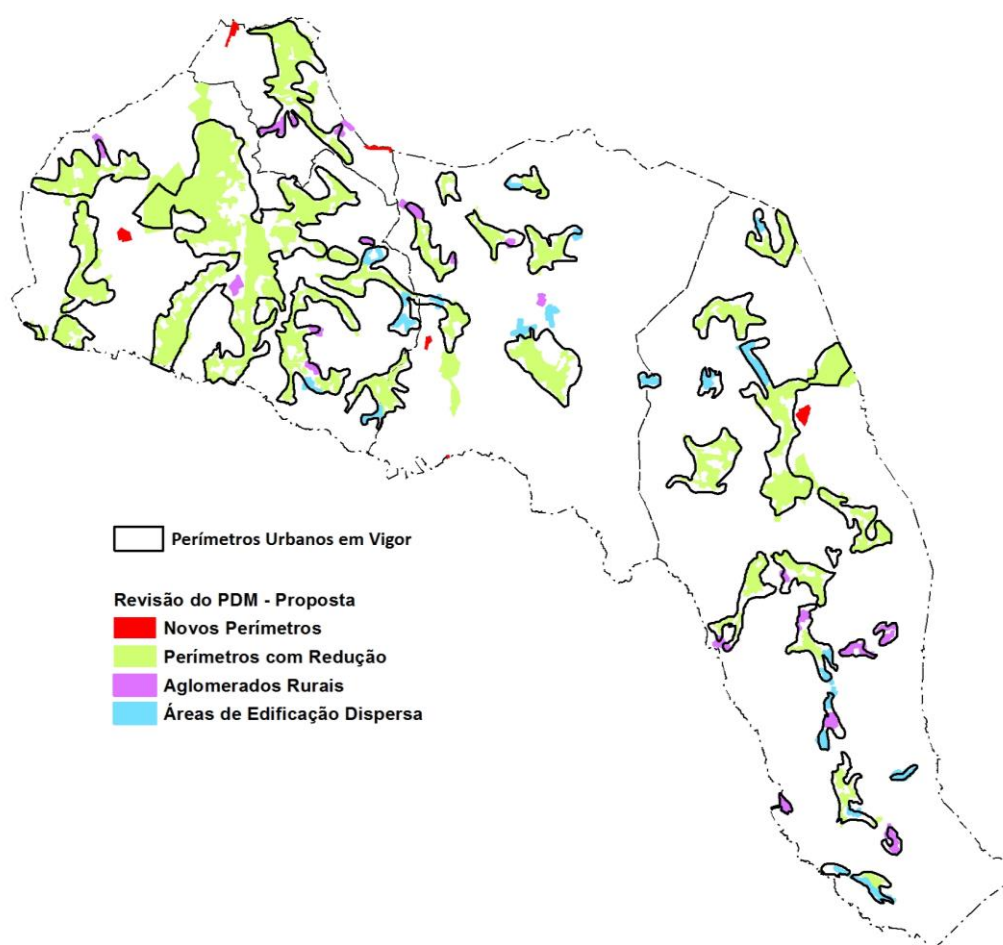 Perímetros Urbanos em Vigor
Revisão do PDM - Proposta
Novos Perímetros
Perímetros com Redução
Aglomerados Rurais
Áreas de Edificação Dispersa